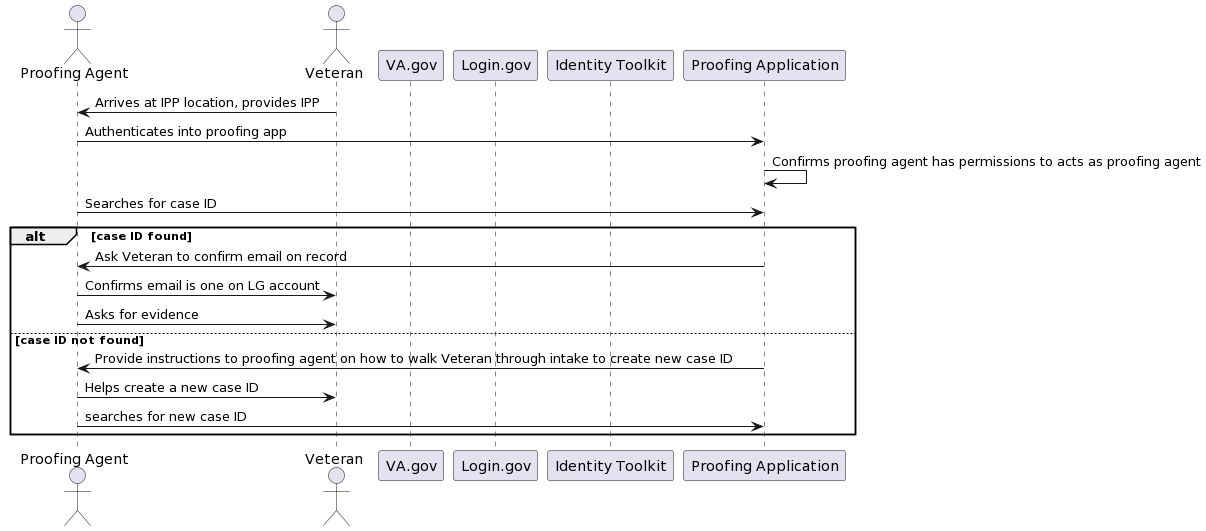 Proofing Agent
Veteran
VA.gov
Login.gov
Identity Toolkit
Proofing Application
Arrives at IPP location, provides IPP
Authenticates into proofing app
Confirms proofing agent has permissions to acts as proofing agent
Searches for case ID
alt [case ID found]
Ask Veteran to confirm email on record
Confirms email is one on LG account
Asks for evidence
[case ID not found]
Provide instructions to proofing agent on how to walk Veteran through intake to create new case ID
Helps create a new case ID
searches for new case ID
Proofing Agent
Veteran
VA.gov
Login.gov
Identity Toolkit
Proofing Application